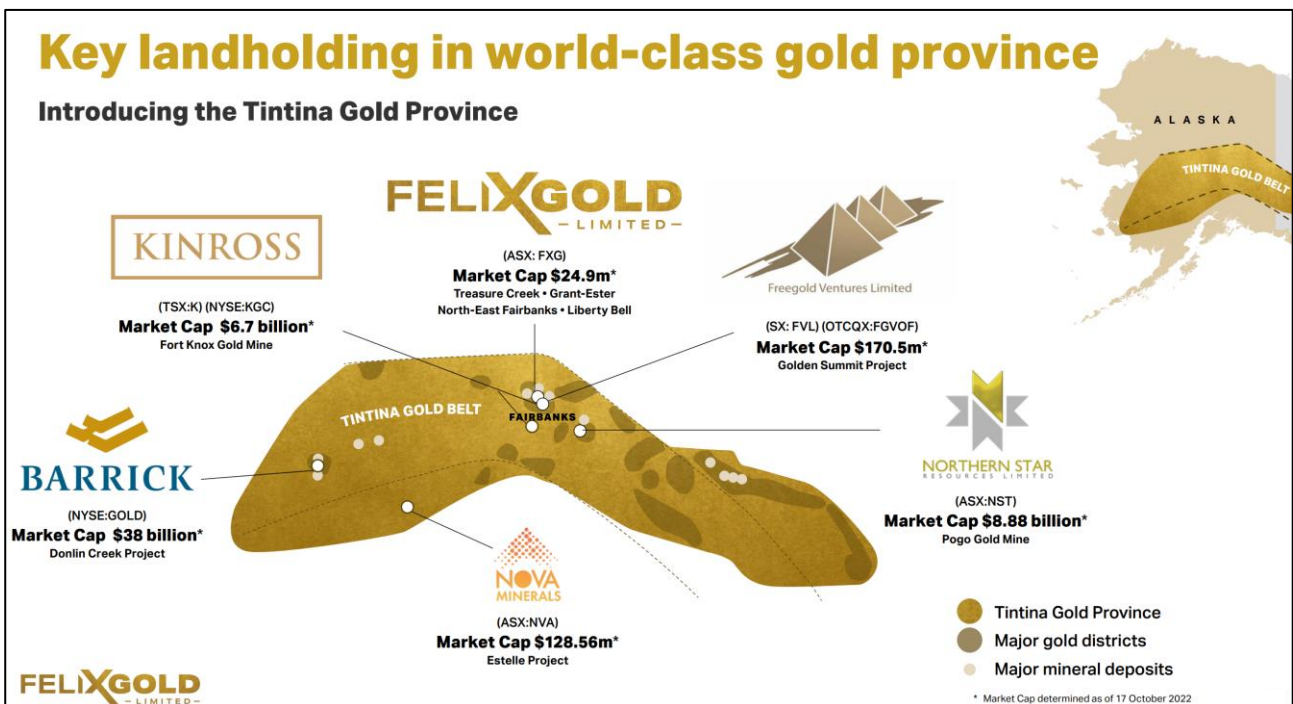 Key landholding in world-class gold province
Introducing the Tintina Gold Province
ALASKA
TINTINA GOLD BELT
KINROSS
(TSX:K) (NYSE:KGC)
Market Cap $6.7 billion*
Fort Knox Gold Mine
FELIXGOLD
– LIMITED –
(ASX: FXG)
Market Cap $24.9m*
Treasure Creek • Grant-Ester
North-East Fairbanks • Liberty Bell
Freegold Ventures Limited
(SX: FVL) (OTCQX:FGVOF)
Market Cap $170.5m*
Golden Summit Project
TINTINA GOLD BELT
FAIRBANKS
BARRICK
(NYSE:GOLD)
Market Cap $38 billion*
Donlin Creek Project
NOVA
MINERALS
(ASX:NVA)
Market Cap $128.56m*
Estelle Project
NORTHERN STAR
RESOURCES LIMITED
(ASX:NST)
Market Cap $8.88 billion*
Pogo Gold Mine
Tintina Gold Province
Major gold districts
Major mineral deposits
* Market Cap determined as of 17 October 2022
FELIXGOLD
– LIMITED –